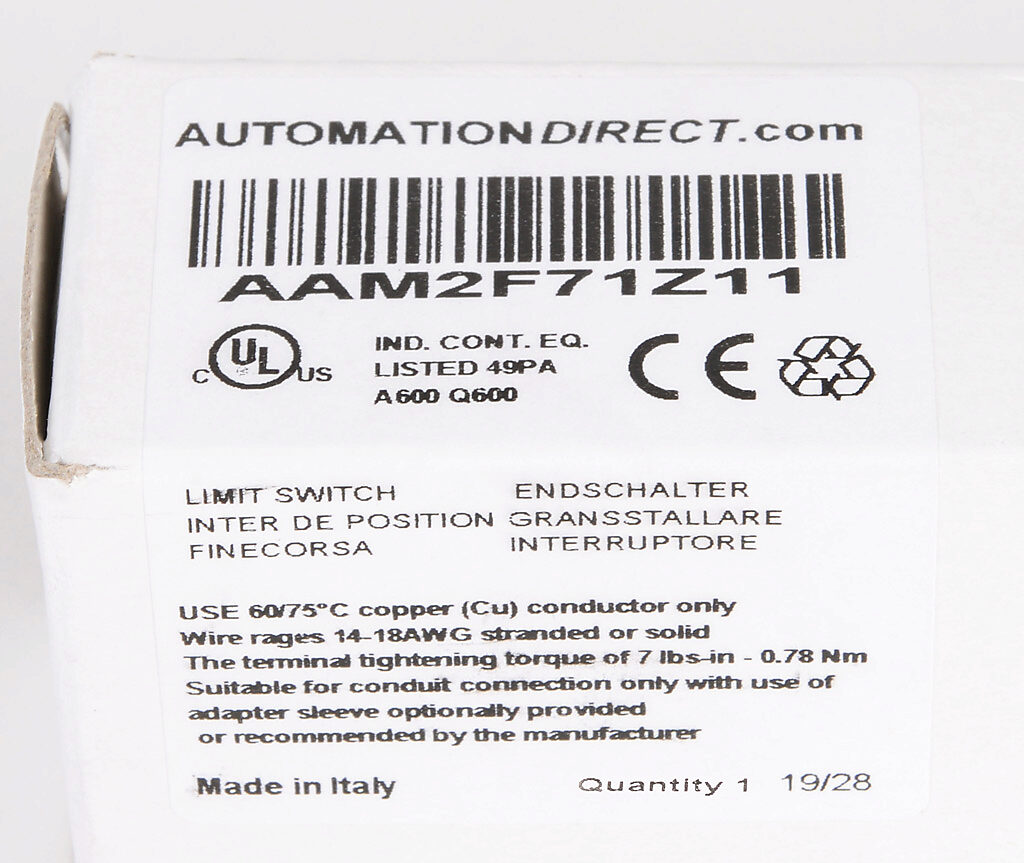 AUTOMATIONDIRECT.com
AAM2F71Z11
C UL US
IND. CONT. EQ.
LISTED 49PA
A600 Q600
CE
LIMIT SWITCH ENDSCHALTER
INTER DE POSITION GRANSSTALLARE
FINECORSA INTERRUPTORE
USE 60/75°C copper (Cu) conductor only
Wire rages 14-18AWG stranded or solid
The terminal tightening torque of 7 lbs-in - 0.78 Nm
Suitable for conduit connection only with use of
adapter sleeve optionally provided
or recommended by the manufacturer
Made in Italy Quantity 1 19/28